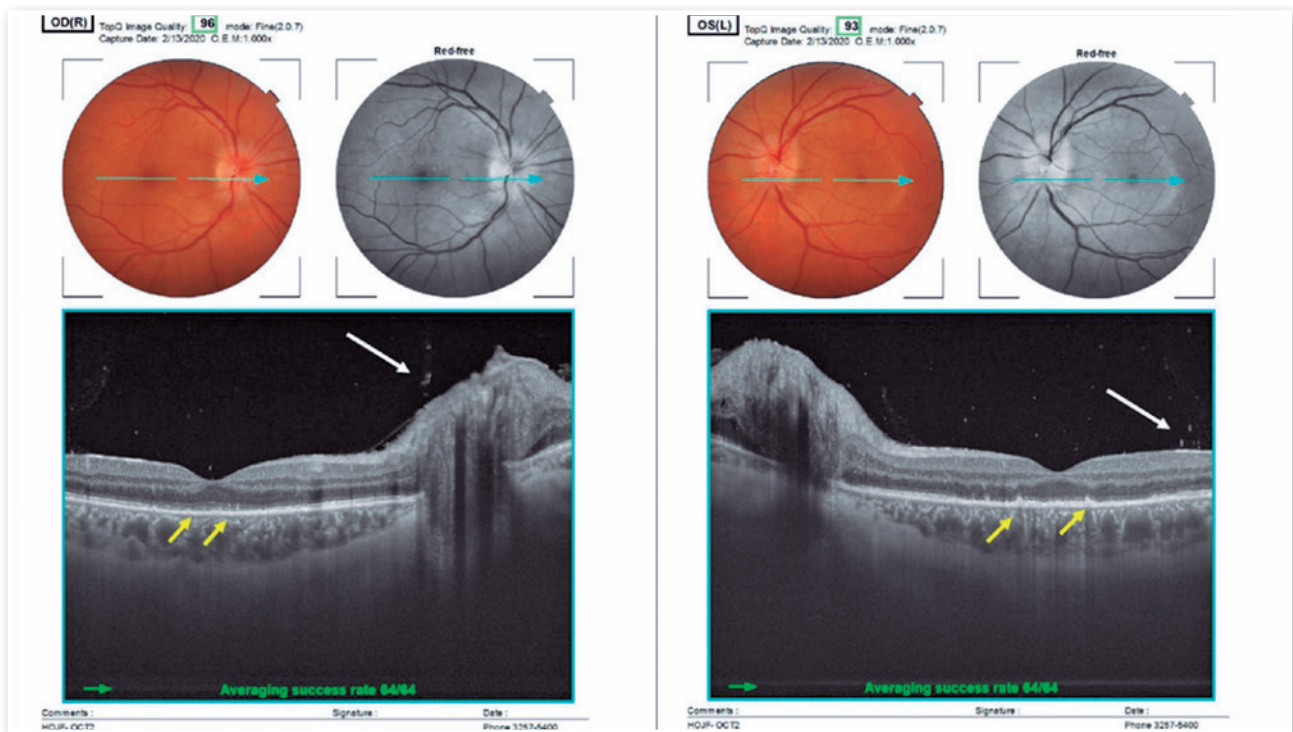 OD(R) TopQ Image Quality: 96 mode: Fine(2.0.7)
Capture Date: 2/13/2020 O.E.M:1.000x
Red-free
Averaging success rate 64/64
Comments : Signature : Date :
HOJF- OCT2 Phone 3257-5400
OS(L) TopQ Image Quality: 93 mode: Fine(2.0.7)
Capture Date: 2/13/2020 O.E.M:1.000x
Red-free
Averaging success rate 64/64
Comments : Signature : Date :
HOJF- OCT2 Phone 3257-5400